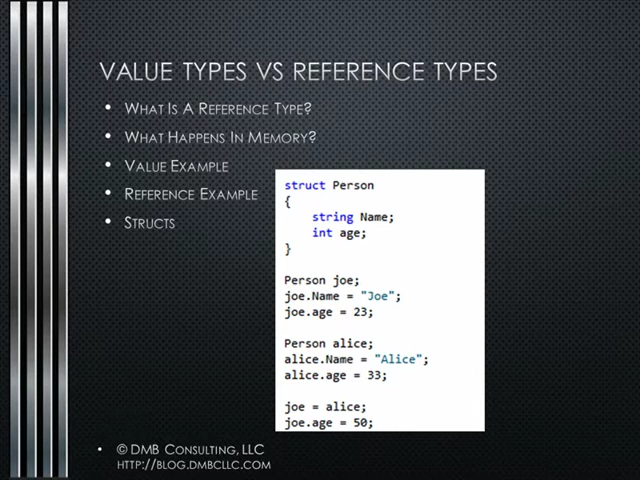 VALUE TYPES VS REFERENCE TYPES
• WHAT IS A REFERENCE TYPE?
• WHAT HAPPENS IN MEMORY?
• VALUE EXAMPLE
• REFERENCE EXAMPLE
• STRUCTS
struct Person
{
    string Name;
    int age;
}
Person joe;
joe.Name = "Joe";
joe.age = 23;
Person alice;
alice.Name = "Alice";
alice.age = 33;
joe = alice;
joe.age = 50;
• © DMB CONSULTING, LLC
HTTP://BLOG.DMBCLLC.COM